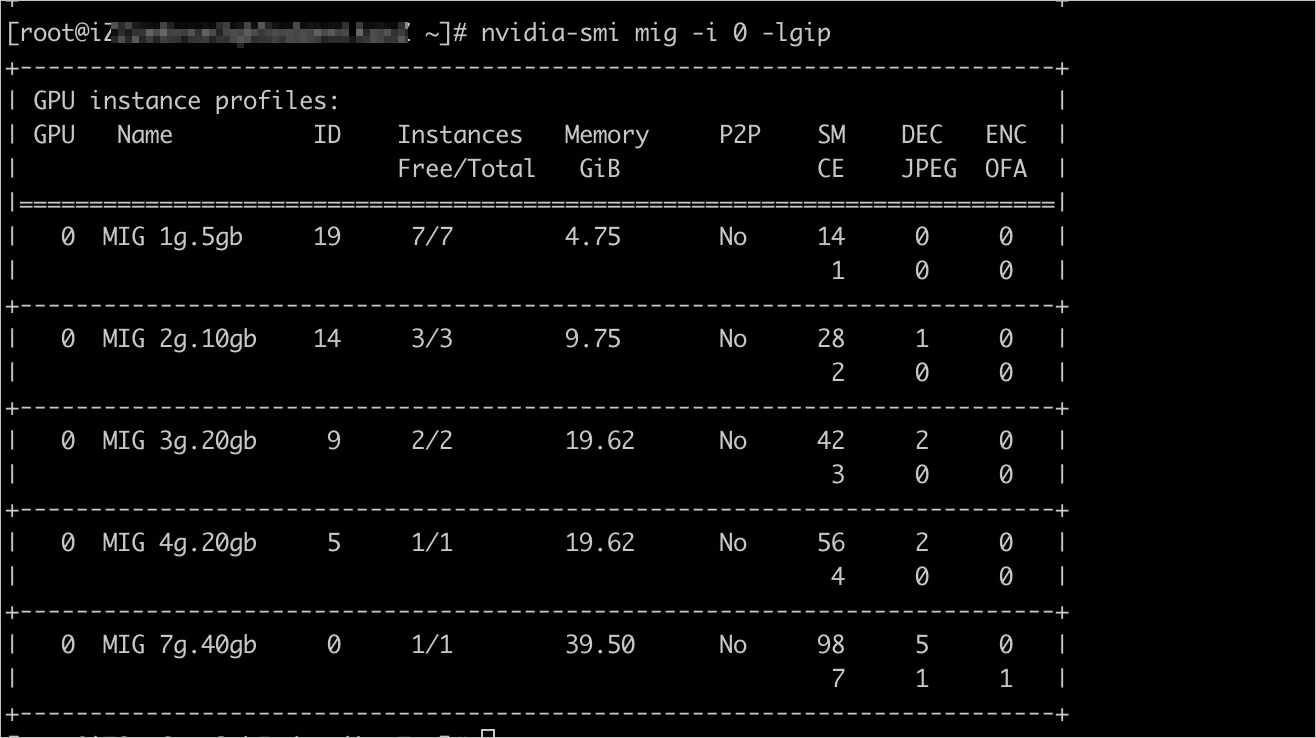 [root@iZ ~]# nvidia-smi mig -i 0 -lgip
+--------------------------------------------------------------------------+
| GPU instance profiles:                                                   |
| GPU   Name          ID    Instances   Memory     P2P    SM    DEC   ENC  |
|                           Free/Total   GiB              CE    JPEG  OFA  |
|==========================================================================|
|   0  MIG 1g.5gb     19     7/7        4.75       No     14     0     0   |
|                                                          1     0     0   |
+--------------------------------------------------------------------------+
|   0  MIG 2g.10gb    14     3/3        9.75       No     28     1     0   |
|                                                          2     0     0   |
+--------------------------------------------------------------------------+
|   0  MIG 3g.20gb     9     2/2        19.62      No     42     2     0   |
|                                                          3     0     0   |
+--------------------------------------------------------------------------+
|   0  MIG 4g.20gb     5     1/1        19.62      No     56     2     0   |
|                                                          4     0     0   |
+--------------------------------------------------------------------------+
|   0  MIG 7g.40gb     0     1/1        39.50      No     98     5     0   |
|                                                          7     1     1   |
+--------------------------------------------------------------------------+